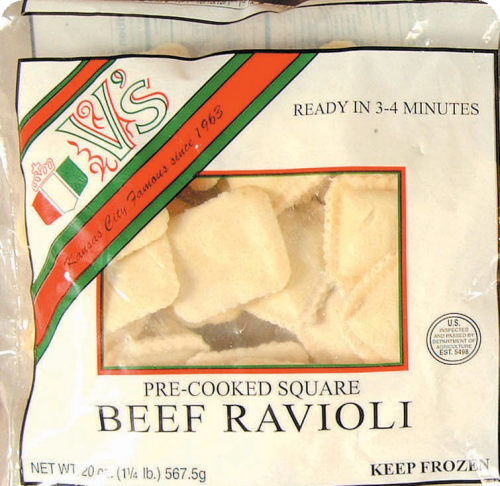 V's
Kansas City Famous since 1963
READY IN 3-4 MINUTES
U.S.
INSPECTED
AND PASSED BY
DEPARTMENT OF
AGRICULTURE
EST. 5498
PRE-COOKED SQUARE
BEEF RAVIOLI
NET WT. 20 oz. (1¼ lb.) 567.5g
KEEP FROZEN